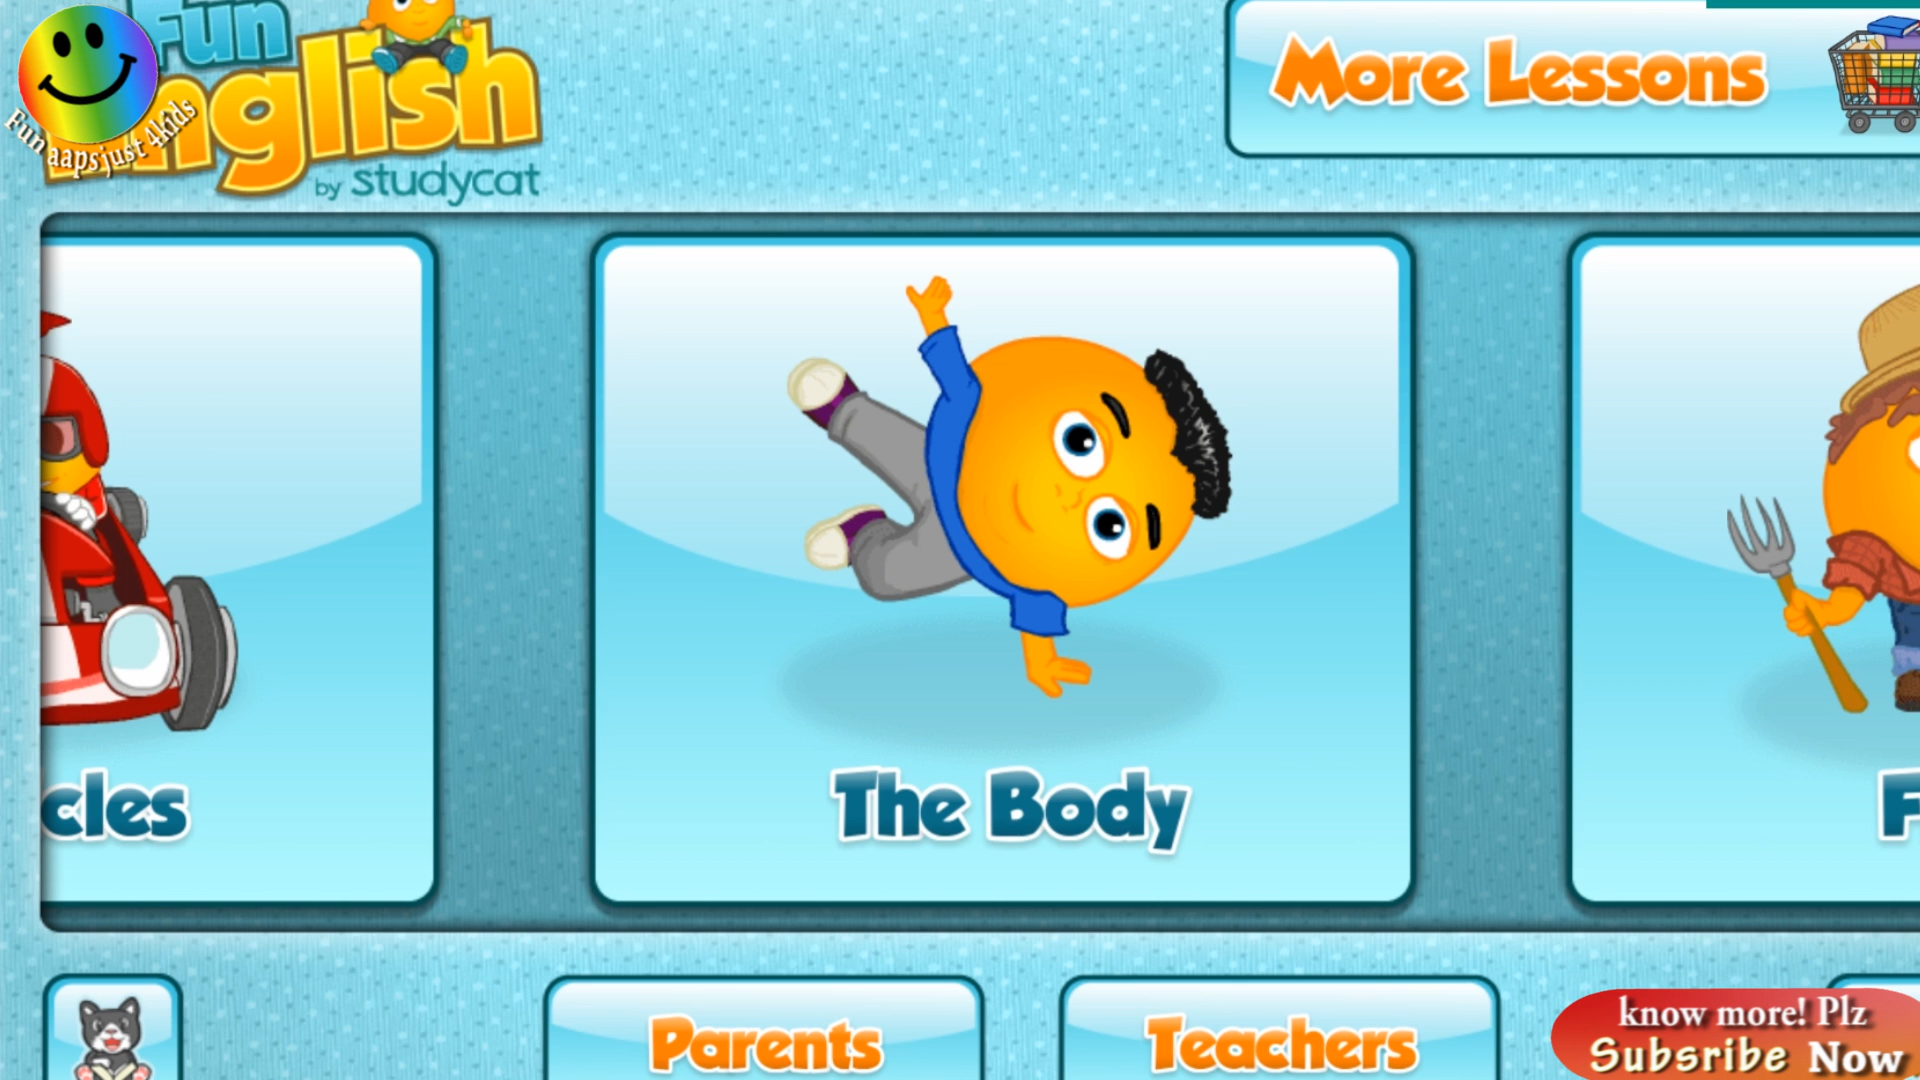 Fun
English
by studycat
Fun aapsjust 4kids
More Lessons
cles
The Body
F
Parents
Teachers
know more! Plz
Subsribe Now